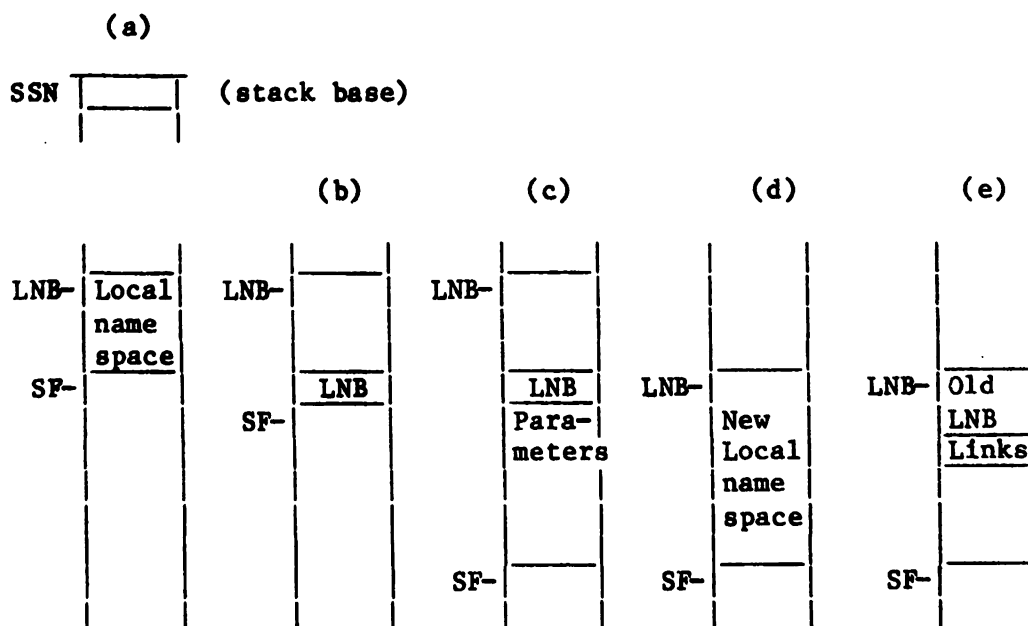 (a)
SSN (stack base)
(b) (c) (d) (e)
LNB- Local LNB- LNB-
name
space
SF- LNB LNB LNB- LNB- Old
SF- Para- New LNB
meters Local Links
name
space
SF- SF- SF-